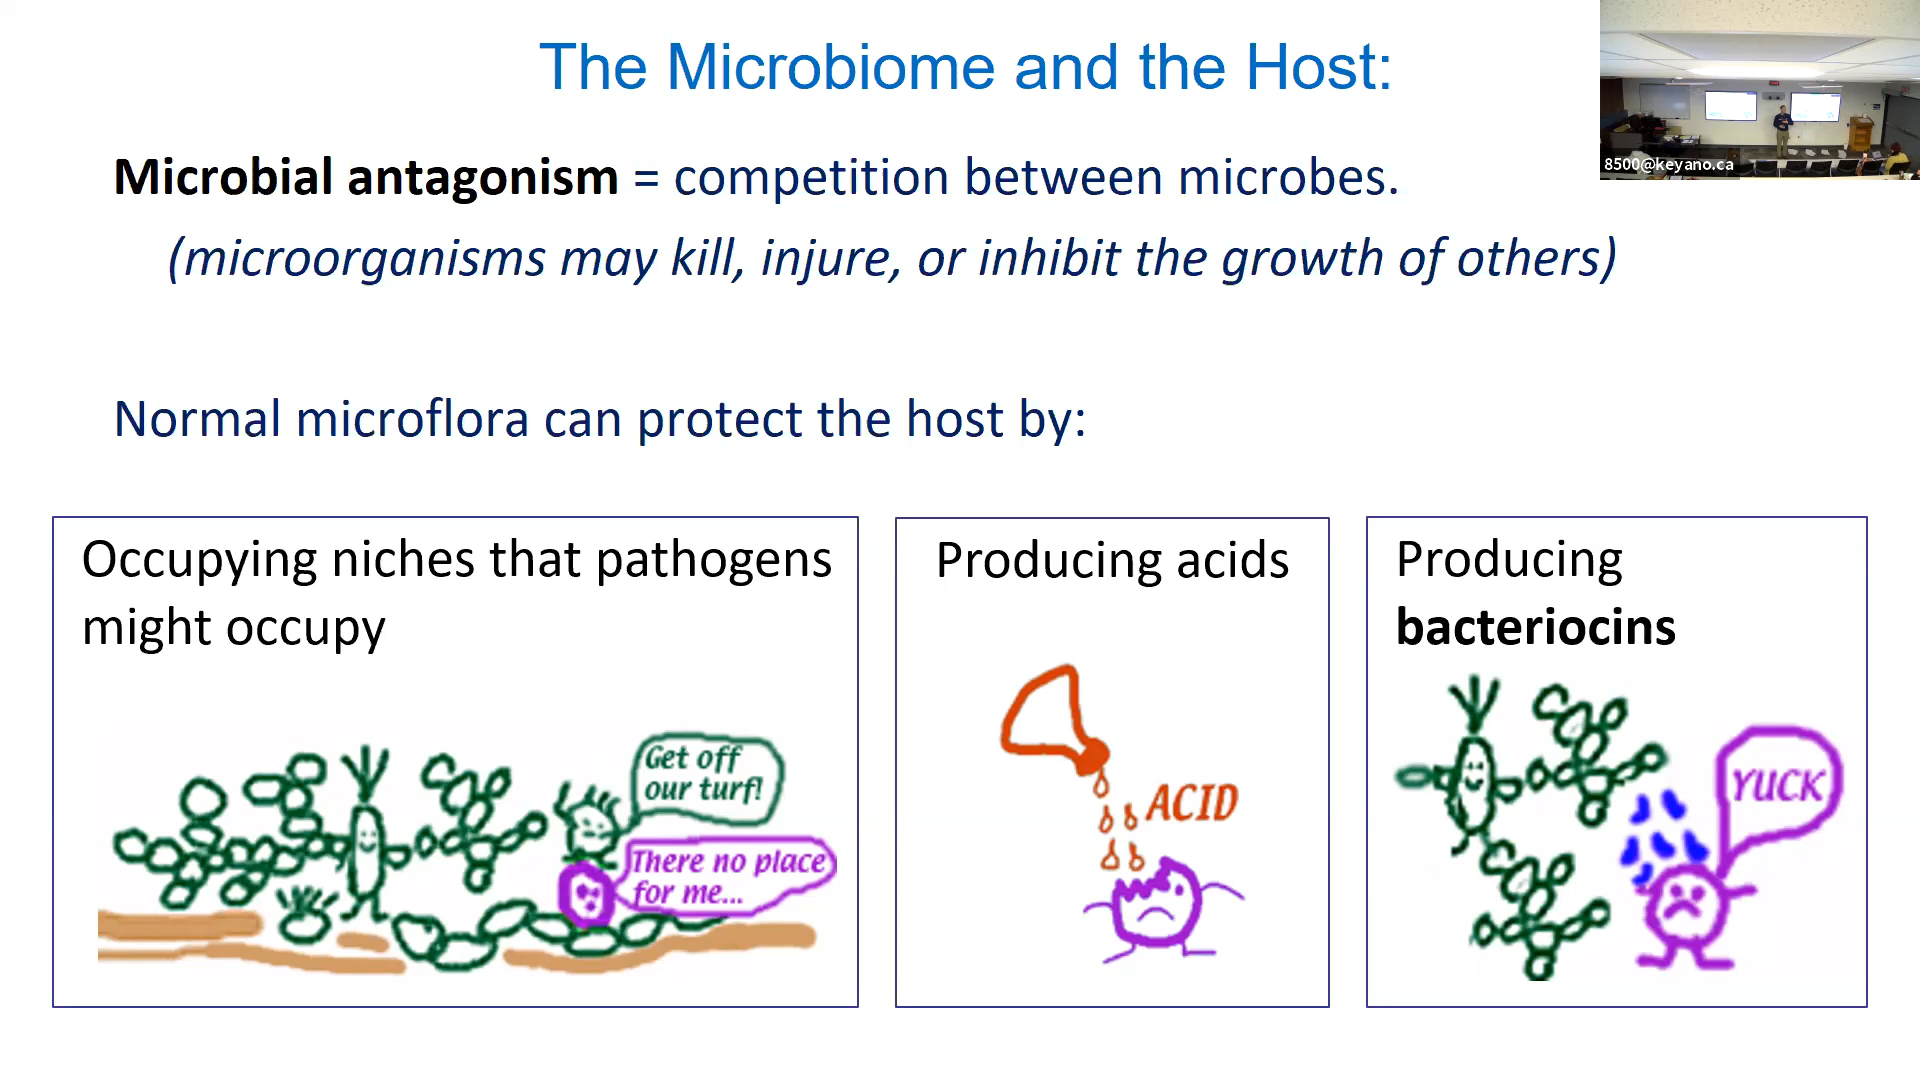 The Microbiome and the Host:
8500@keyano.ca
Microbial antagonism = competition between microbes.
(microorganisms may kill, injure, or inhibit the growth of others)
Normal microflora can protect the host by:
Occupying niches that pathogens
might occupy
Get off
our turf!
There no place
for me...
Producing acids
ACID
Producing
bacteriocins
YUCK